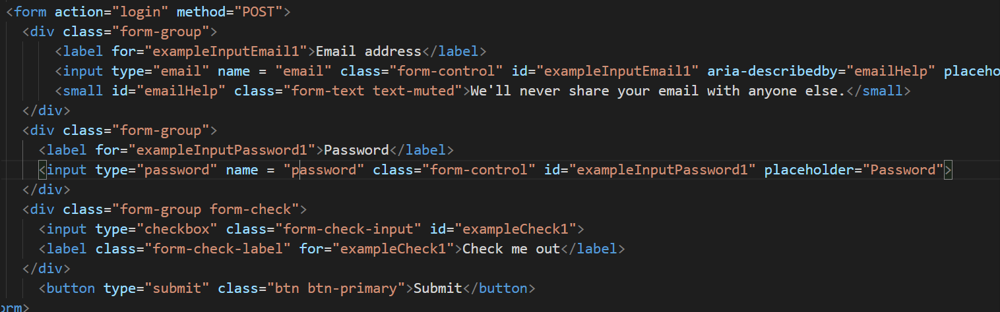 <form action="login" method="POST">
<div class="form-group">
<label for="exampleInputEmail1">Email address</label>
<input type="email" name = "email" class="form-control" id="exampleInputEmail1" aria-describedby="emailHelp" placeho
<small id="emailHelp" class="form-text text-muted">We'll never share your email with anyone else.</small>
</div>
<div class="form-group">
<label for="exampleInputPassword1">Password</label>
<input type="password" name = "password" class="form-control" id="exampleInputPassword1" placeholder="Password">
</div>
<div class="form-group form-check">
<input type="checkbox" class="form-check-input" id="exampleCheck1">
<label class="form-check-label" for="exampleCheck1">Check me out</label>
</div>
<button type="submit" class="btn btn-primary">Submit</button>
orm>